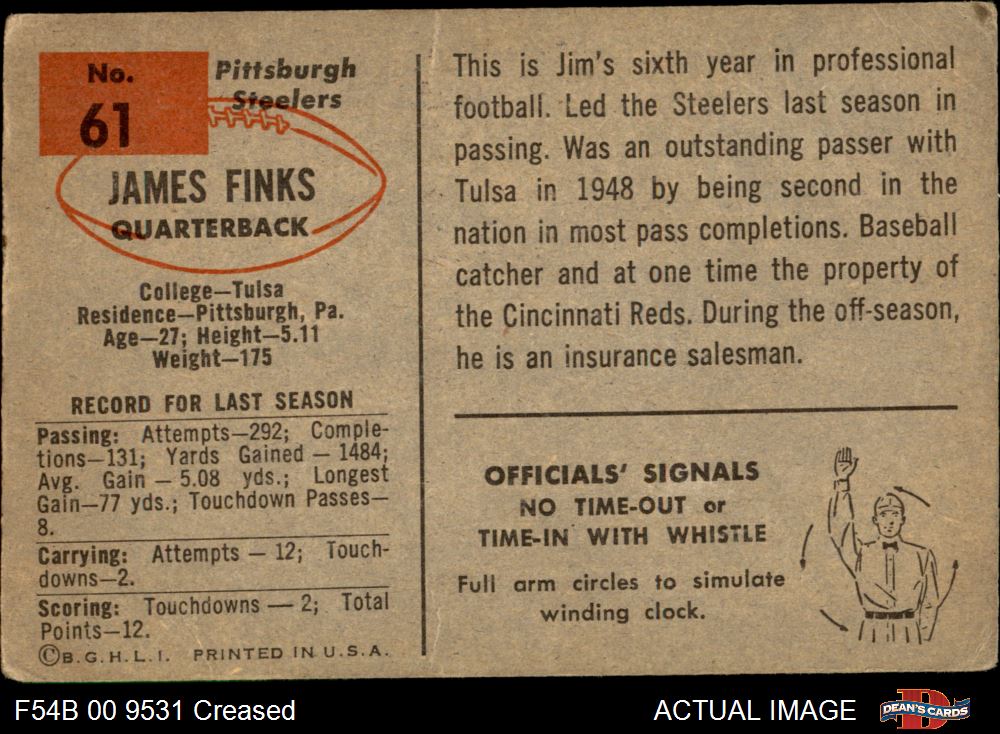 No.
61
Pittsburgh
Steelers
JAMES FINKS
QUARTERBACK
College—Tulsa
Residence—Pittsburgh, Pa.
Age—27; Height—5.11
Weight—175
RECORD FOR LAST SEASON
Passing: Attempts—292; Comple-
tions—131; Yards Gained — 1484;
Avg. Gain — 5.08 yds.; Longest
Gain—77 yds.; Touchdown Passes—
8.
Carrying: Attempts — 12; Touch-
downs—2.
Scoring: Touchdowns — 2; Total
Points—12.
©B.G.H.L.I. PRINTED IN U.S.A.
This is Jim's sixth year in professional
football. Led the Steelers last season in
passing. Was an outstanding passer with
Tulsa in 1948 by being second in the
nation in most pass completions. Baseball
catcher and at one time the property of
the Cincinnati Reds. During the off-season,
he is an insurance salesman.
OFFICIALS' SIGNALS
NO TIME-OUT or
TIME-IN WITH WHISTLE
Full arm circles to simulate
winding clock.
F54B 00 9531 Creased
ACTUAL IMAGE
D
DEAN'S CARDS